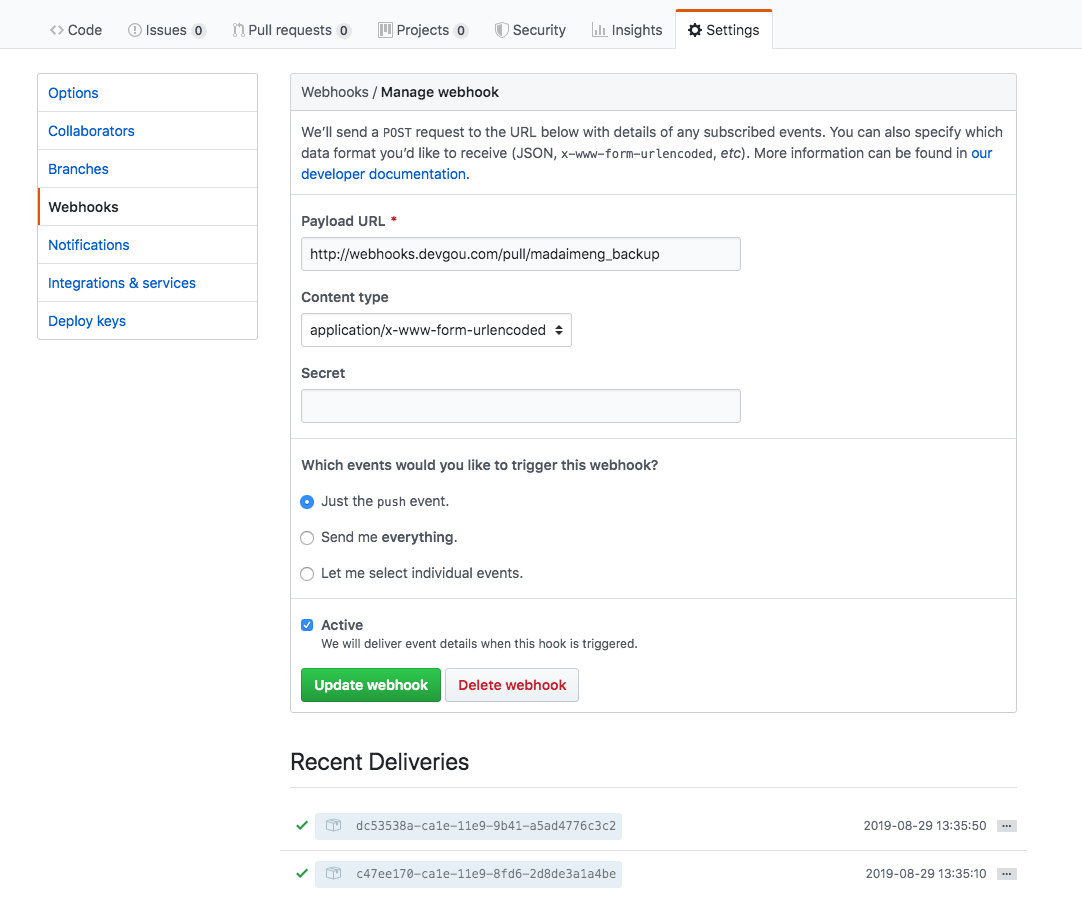 Code Issues 0 Pull requests 0 Projects 0 Security Insights Settings
Options
Collaborators
Branches
Webhooks
Notifications
Integrations & services
Deploy keys
Webhooks / Manage webhook
We’ll send a POST request to the URL below with details of any subscribed events. You can also specify which
data format you’d like to receive (JSON, x-www-form-urlencoded, etc). More information can be found in our
developer documentation.
Payload URL *
http://webhooks.devgou.com/pull/madaimeng_backup
Content type
application/x-www-form-urlencoded
Secret
Which events would you like to trigger this webhook?
Just the push event.
Send me everything.
Let me select individual events.
Active
We will deliver event details when this hook is triggered.
Update webhook Delete webhook
Recent Deliveries
dc53538a-ca1e-11e9-9b41-a5ad4776c3c2 2019-08-29 13:35:50 ...
c47ee170-ca1e-11e9-8fd6-2d8de3a1a4be 2019-08-29 13:35:10 ...